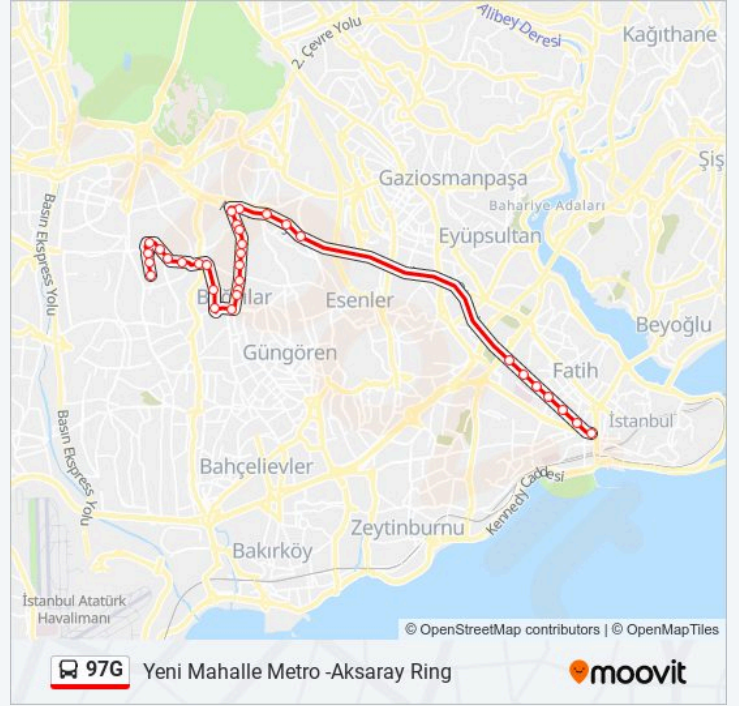 Alibey Deresi
Kağıthane
2. Çevre Yolu
Şiş
Gaziosmanpaşa
Basın Ekspress Yolu
Bahariye Adaları
Eyüpsultan
Esenler
Beyoğlu
Güngören
Fatih
İstanbul
Basın Ekspress Yolu
Bahçelievler
Kennedy Caddesi
Zeytinburnu
Bakırköy
İstanbul Atatürk
Havalimanı
© OpenStreetMap contributors | © OpenMapTiles
97G Yeni Mahalle Metro -Aksaray Ring moovit